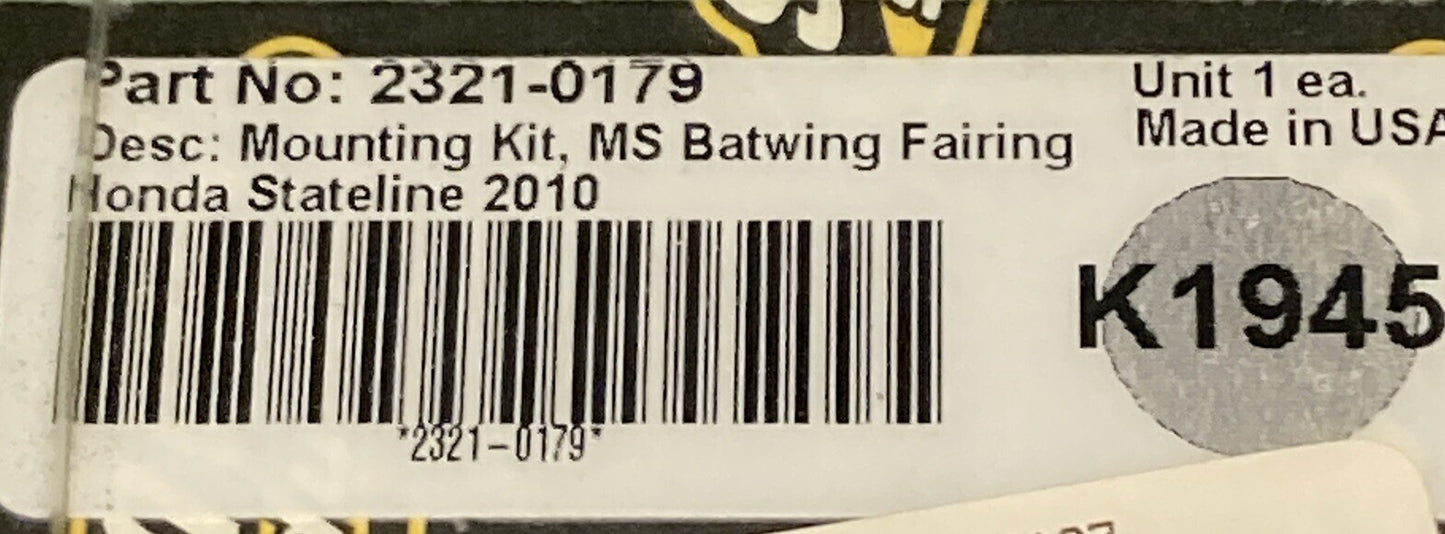 Part No: 2321-0179
Desc: Mounting Kit, MS Batwing Fairing
Honda Stateline 2010
*2321-0179*
Unit 1 ea.
Made in USA
K1945